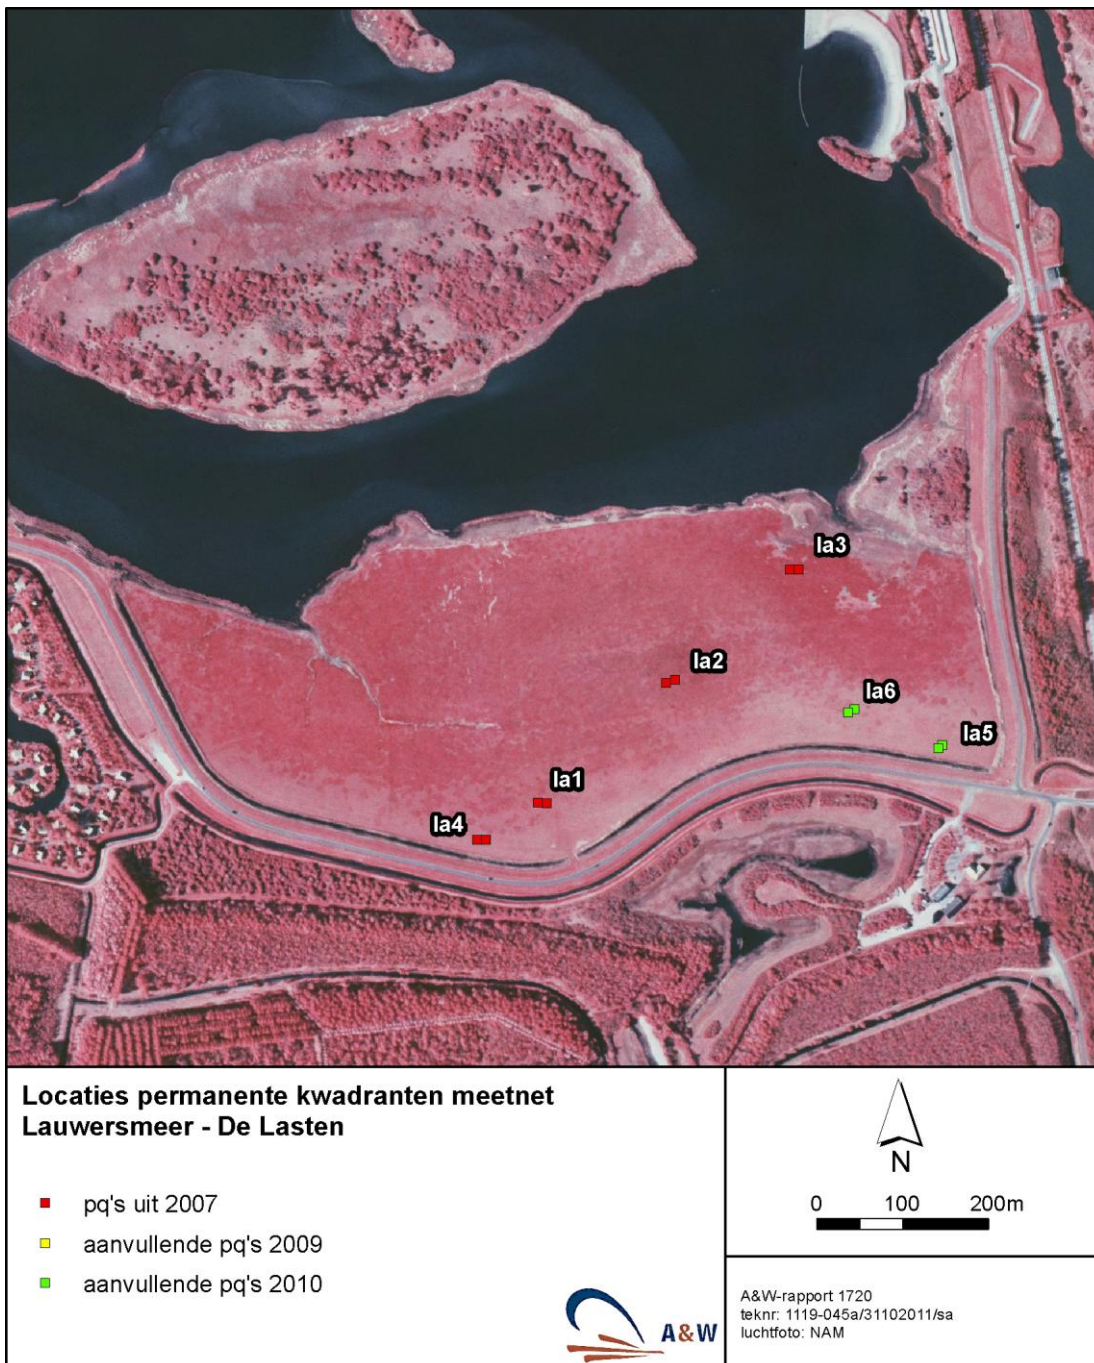 la3
la2
la6
la5
la1
la4
Locaties permanente kwadranten meetnet
Lauwersmeer - De Lasten
pq's uit 2007
aanvullende pq's 2009
aanvullende pq's 2010
A&W
N
0 100 200m
A&W-rapport 1720
teknr: 1119-045a/31102011/sa
luchtfoto: NAM